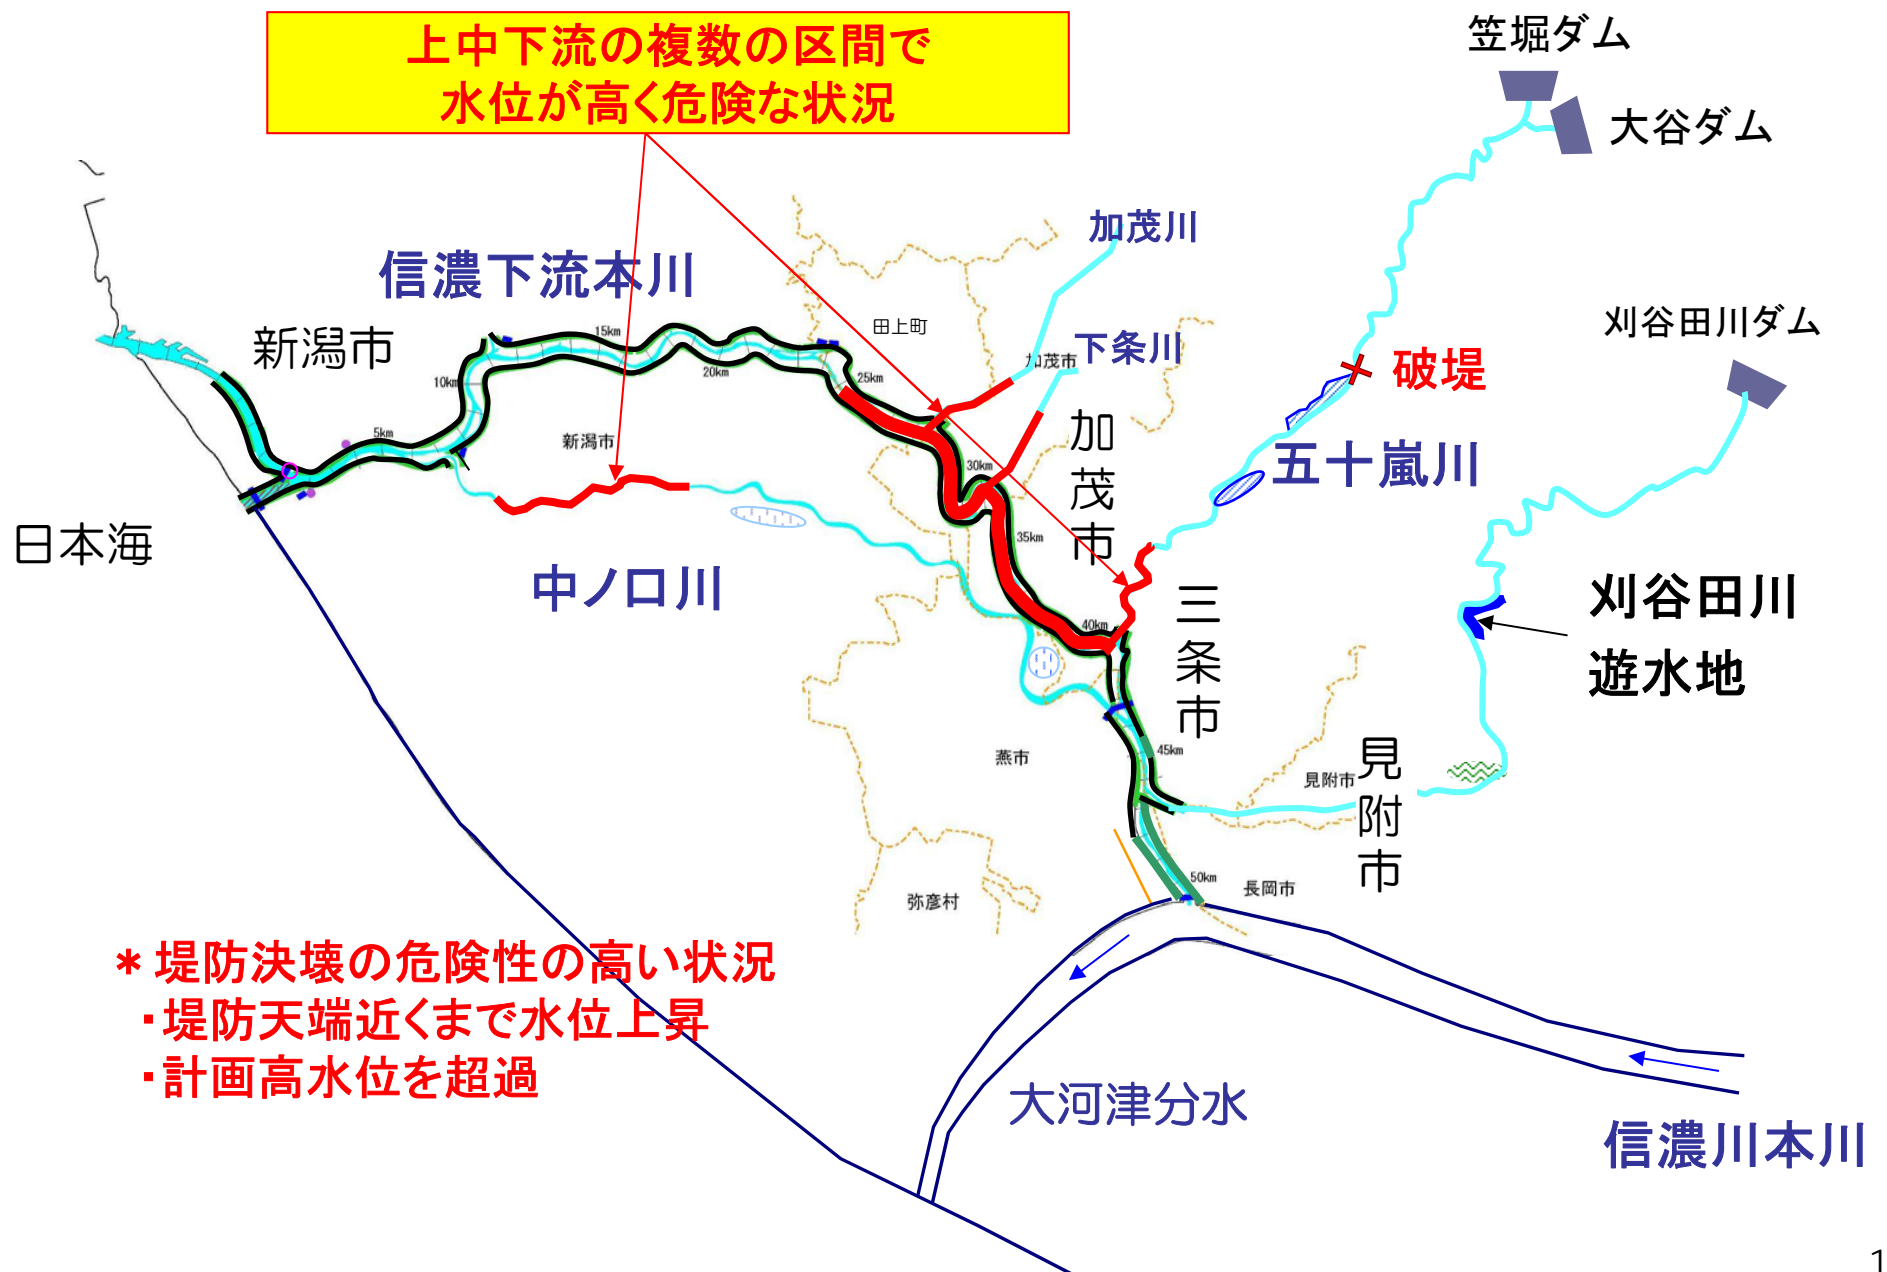 上中下流の複数の区間で
水位が高く危険な状況
笠堀ダム
大谷ダム
加茂川
信濃下流本川
刈谷田川ダム
田上町
15km
新潟市
下条川
加茂市
破堤
20km
25km
10km
加茂市
5km
新潟市
五十嵐川
30km
日本海
35km
中ノ口川
三条市
刈谷田川
遊水地
40km
45km
燕市
見附市
見附市
50km
長岡市
弥彦村
＊堤防決壊の危険性の高い状況
・堤防天端近くまで水位上昇
・計画高水位を超過
大河津分水
信濃川本川
1